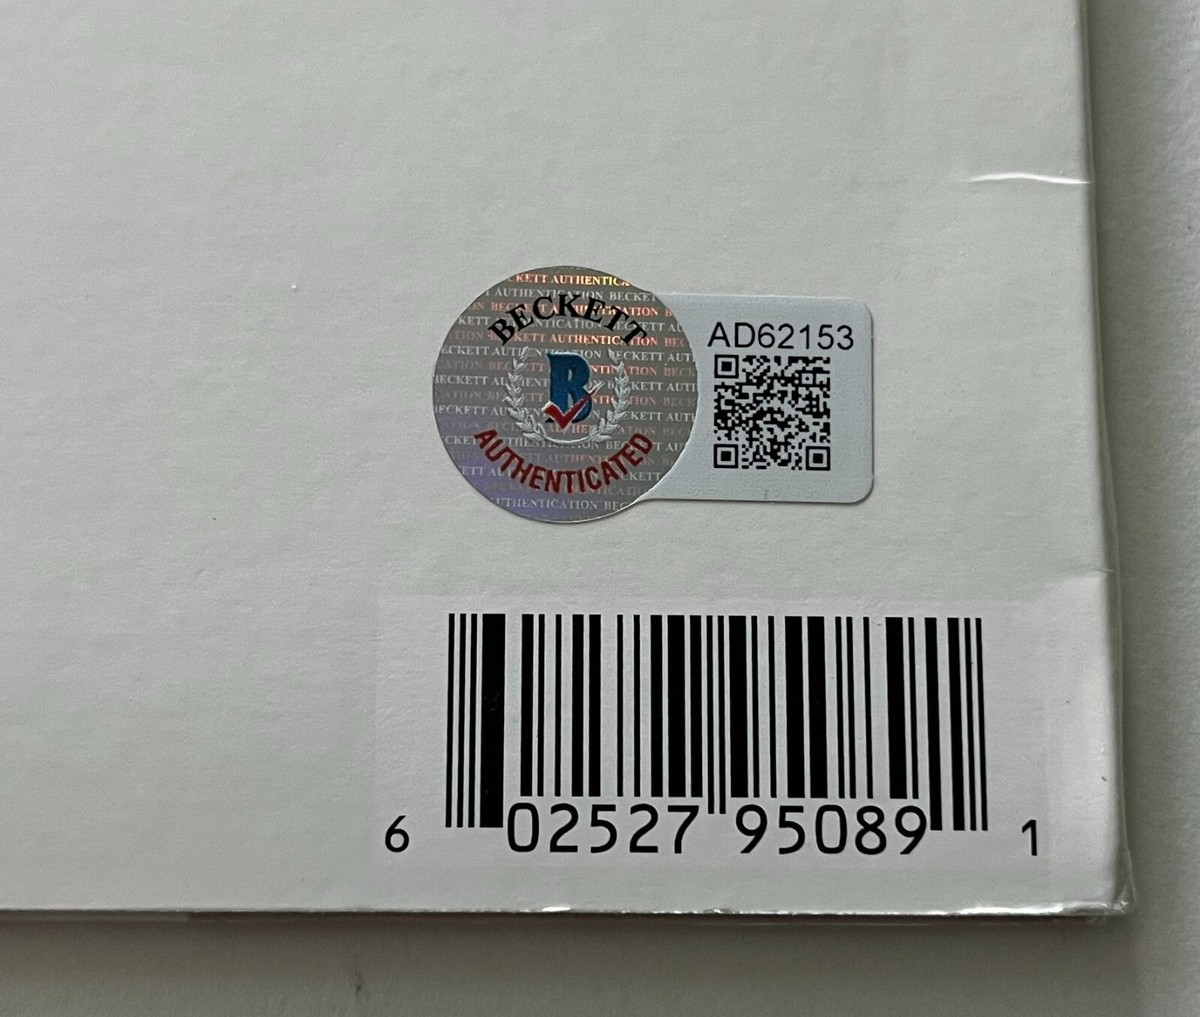 BECKETT
AUTHENTICATED
AD62153
6 02527 95089 1